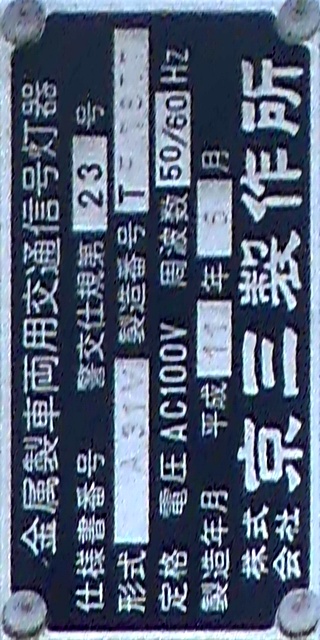 金属製車両用交通信号灯器
仕様書番号 警交仕規第 23 号
形式 製造番号
定格 電圧 AC100V 周波数 50/60 Hz
製造年月 平成 11 年 月
株式会社 京三製作所